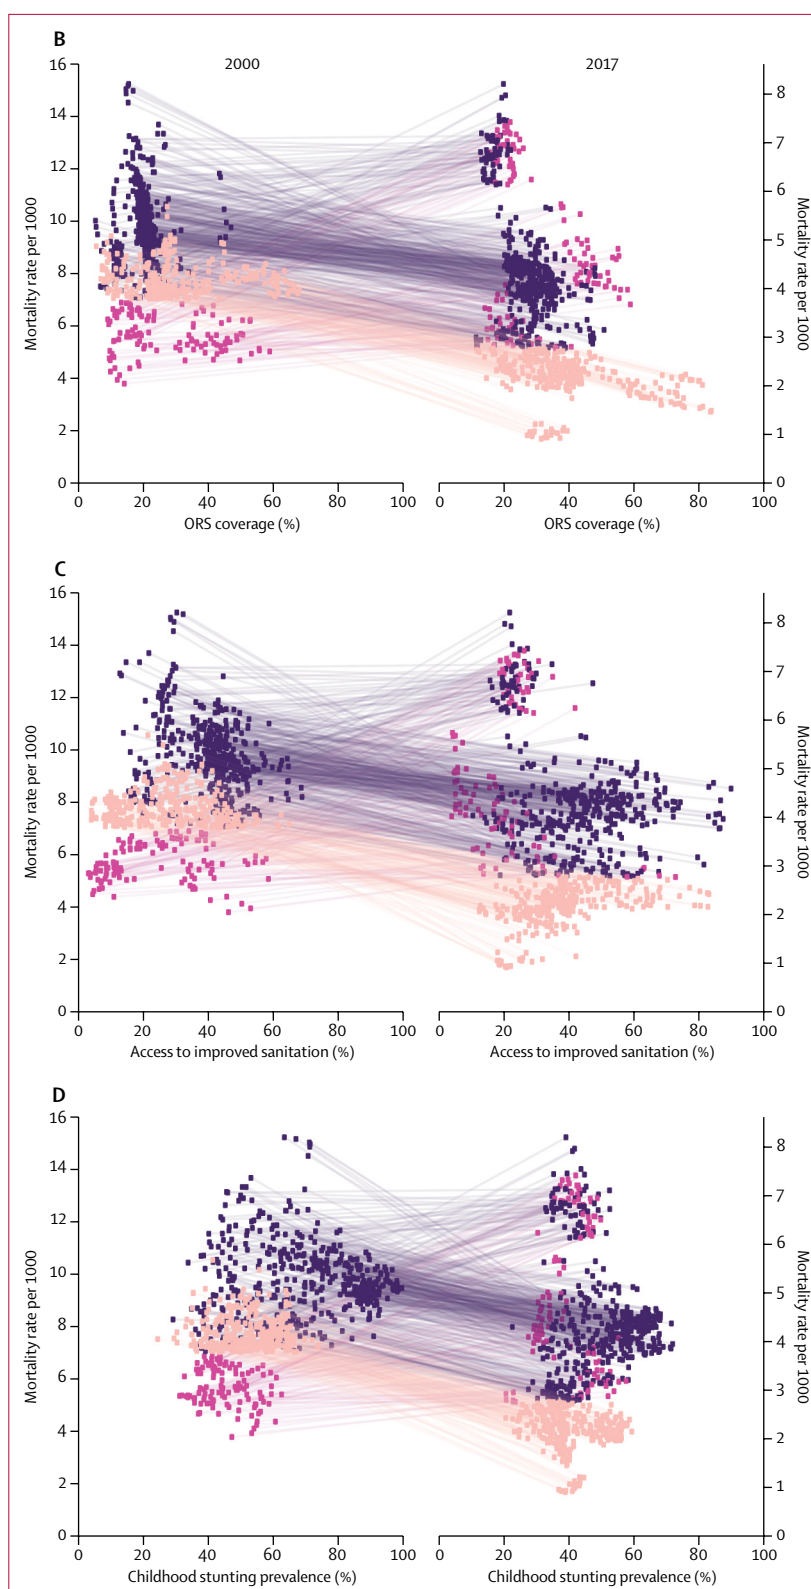 B
2000
2017
16
14
12
10
8
6
4
2
0
Mortality rate per 1000
0 20 40 60 80 100
ORS coverage (%)
0 20 40 60 80 100
ORS coverage (%)
8
7
6
5
4
3
2
1
0
Mortality rate per 1000
C
16
14
12
10
8
6
4
2
0
Mortality rate per 1000
0 20 40 60 80 100
Access to improved sanitation (%)
0 20 40 60 80 100
Access to improved sanitation (%)
8
7
6
5
4
3
2
1
0
Mortality rate per 1000
D
16
14
12
10
8
6
4
2
0
Mortality rate per 1000
0 20 40 60 80 100
Childhood stunting prevalence (%)
0 20 40 60 80 100
Childhood stunting prevalence (%)
8
7
6
5
4
3
2
1
0
Mortality rate per 1000